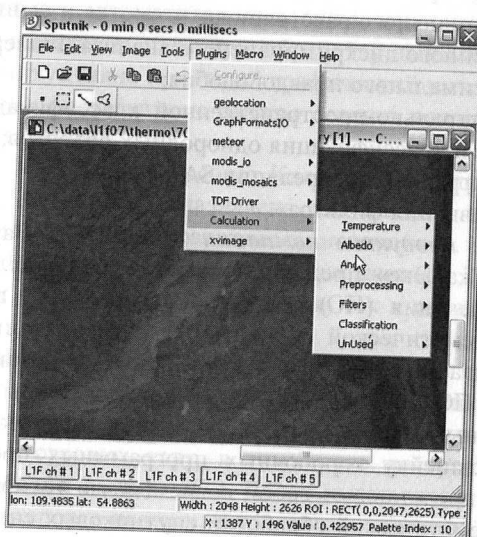 Sputnik - 0 min 0 secs 0 millisecs
File Edit View Image Tools Plugins Macro Window Help
Configure...
geolocation
GraphFormatsIO
meteor
modis_io
modis_mosaics
TDF Driver
Calculation
xvimage
C:\data\l1f07\thermo\7 ry [1] --- C:...
Temperature
Albedo
Preprocessing
Filters
Classification
UnUsed
L1F ch # 1 L1F ch # 2 L1F ch # 3 L1F ch # 4 L1F ch # 5
lon: 109.4835 lat: 54.8863 Width : 2048 Height : 2626 ROI : RECT( 0,0,2047,2625) Type :
X : 1387 Y : 1496 Value : 0.422957 Palette Index : 10